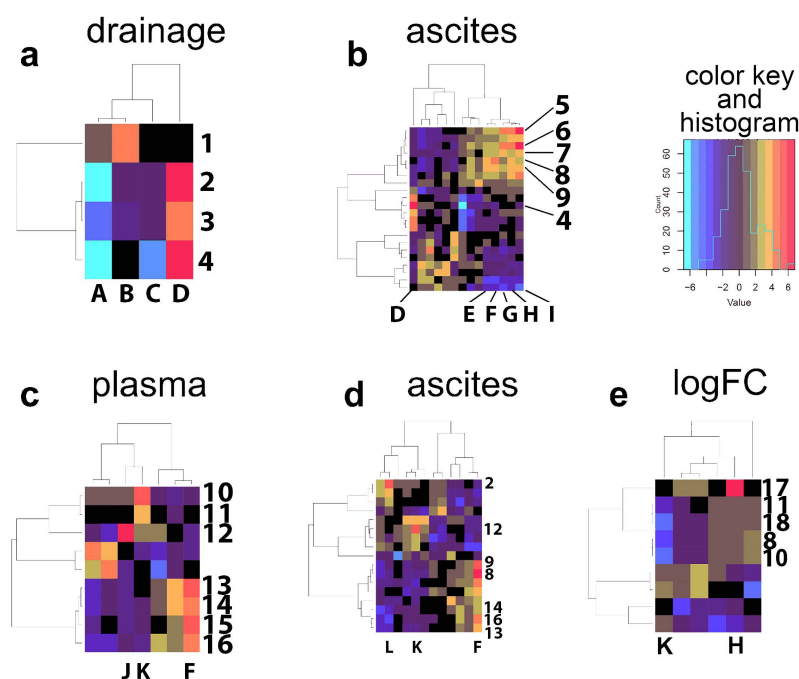 drainage
a
1
2
3
4
A B C D
ascites
b
5
6
7
8
9
4
D E F G H I
color key
and
histogram
Count
0 10 20 30 40 50 60
-6 -2 0 2 4 6
Value
plasma
c
10
11
12
13
14
15
16
J K F
ascites
d
2
12
9
8
14
16
13
L K F
logFC
e
17
11
18
8
10
K H